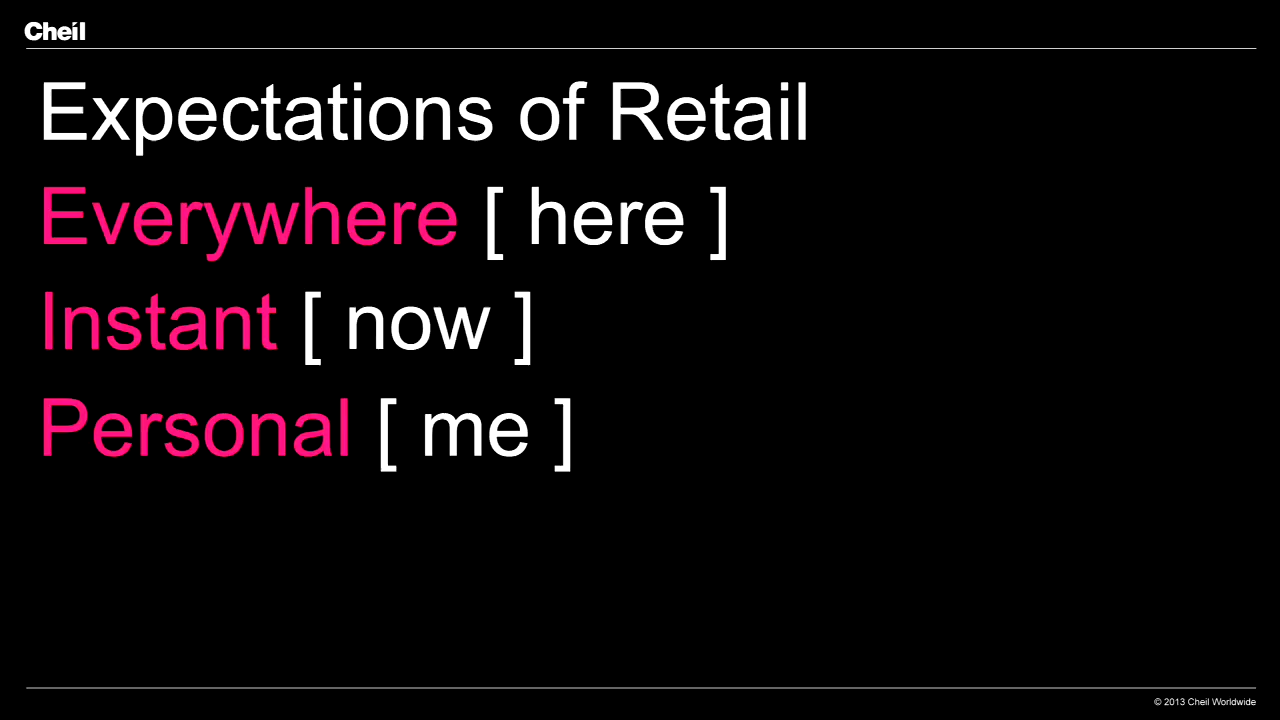 Cheil
Expectations of Retail
Everywhere [ here ]
Instant [ now ]
Personal [ me ]
© 2013 Cheil Worldwide